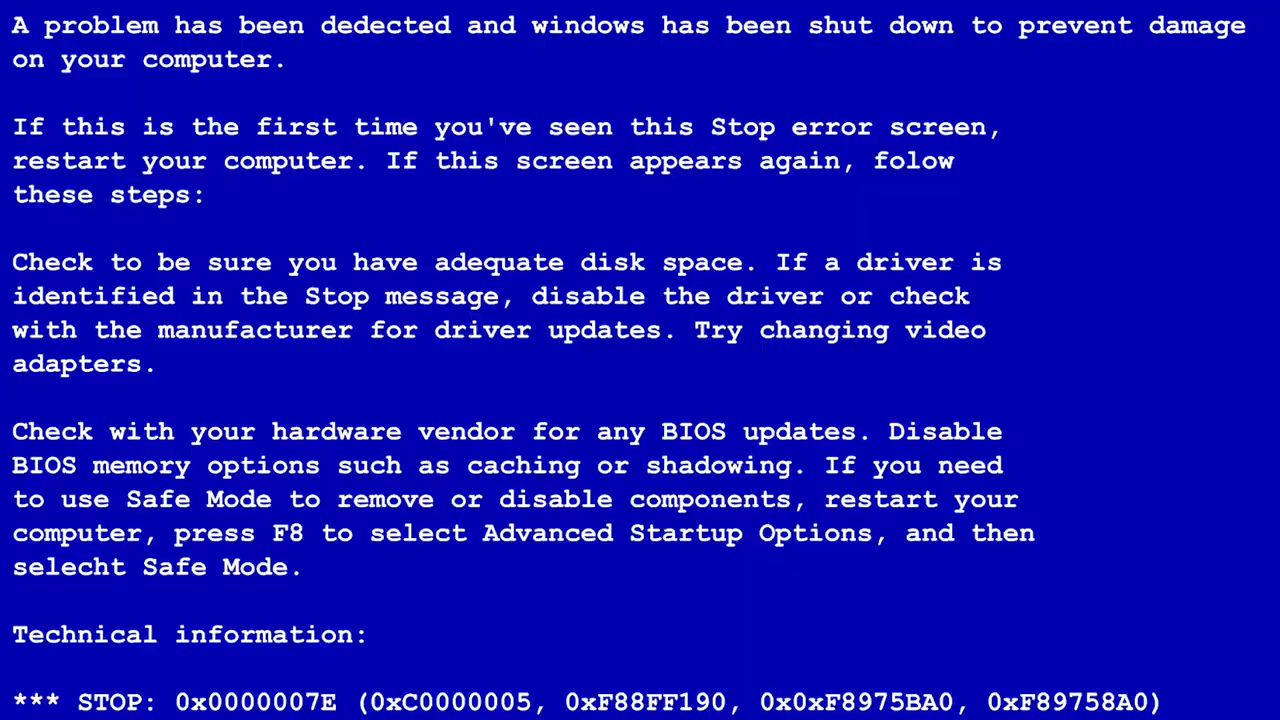 A problem has been dedected and windows has been shut down to prevent damage
on your computer.
If this is the first time you've seen this Stop error screen,
restart your computer. If this screen appears again, folow
these steps:
Check to be sure you have adequate disk space. If a driver is
identified in the Stop message, disable the driver or check
with the manufacturer for driver updates. Try changing video
adapters.
Check with your hardware vendor for any BIOS updates. Disable
BIOS memory options such as caching or shadowing. If you need
to use Safe Mode to remove or disable components, restart your
computer, press F8 to select Advanced Startup Options, and then
selecht Safe Mode.
Technical information:
*** STOP: 0x0000007E (0xC0000005, 0xF88FF190, 0x0xF8975BA0, 0xF89758A0)